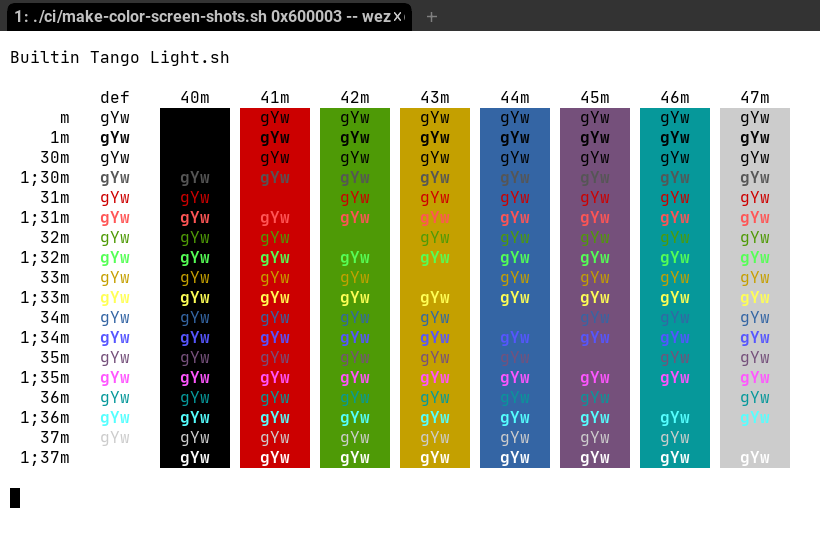 1: ./ci/make-color-screen-shots.sh 0x600003 -- wez
Builtin Tango Light.sh
def 40m 41m 42m 43m 44m 45m 46m 47m
m gYw gYw gYw gYw gYw gYw gYw gYw
1m gYw gYw gYw gYw gYw gYw gYw gYw
30m gYw gYw gYw gYw gYw gYw gYw gYw
1;30m gYw gYw gYw gYw gYw gYw gYw gYw gYw
31m gYw gYw gYw gYw gYw gYw gYw gYw
1;31m gYw gYw gYw gYw gYw gYw gYw gYw gYw
32m gYw gYw gYw gYw gYw gYw gYw gYw
1;32m gYw gYw gYw gYw gYw gYw gYw gYw gYw
33m gYw gYw gYw gYw gYw gYw gYw gYw
1;33m gYw gYw gYw gYw gYw gYw gYw gYw gYw
34m gYw gYw gYw gYw gYw gYw gYw gYw
1;34m gYw gYw gYw gYw gYw gYw gYw gYw gYw
35m gYw gYw gYw gYw gYw gYw gYw gYw
1;35m gYw gYw gYw gYw gYw gYw gYw gYw gYw
36m gYw gYw gYw gYw gYw gYw gYw gYw
1;36m gYw gYw gYw gYw gYw gYw gYw gYw gYw
37m gYw gYw gYw gYw gYw gYw gYw gYw
1;37m gYw gYw gYw gYw gYw gYw gYw gYw